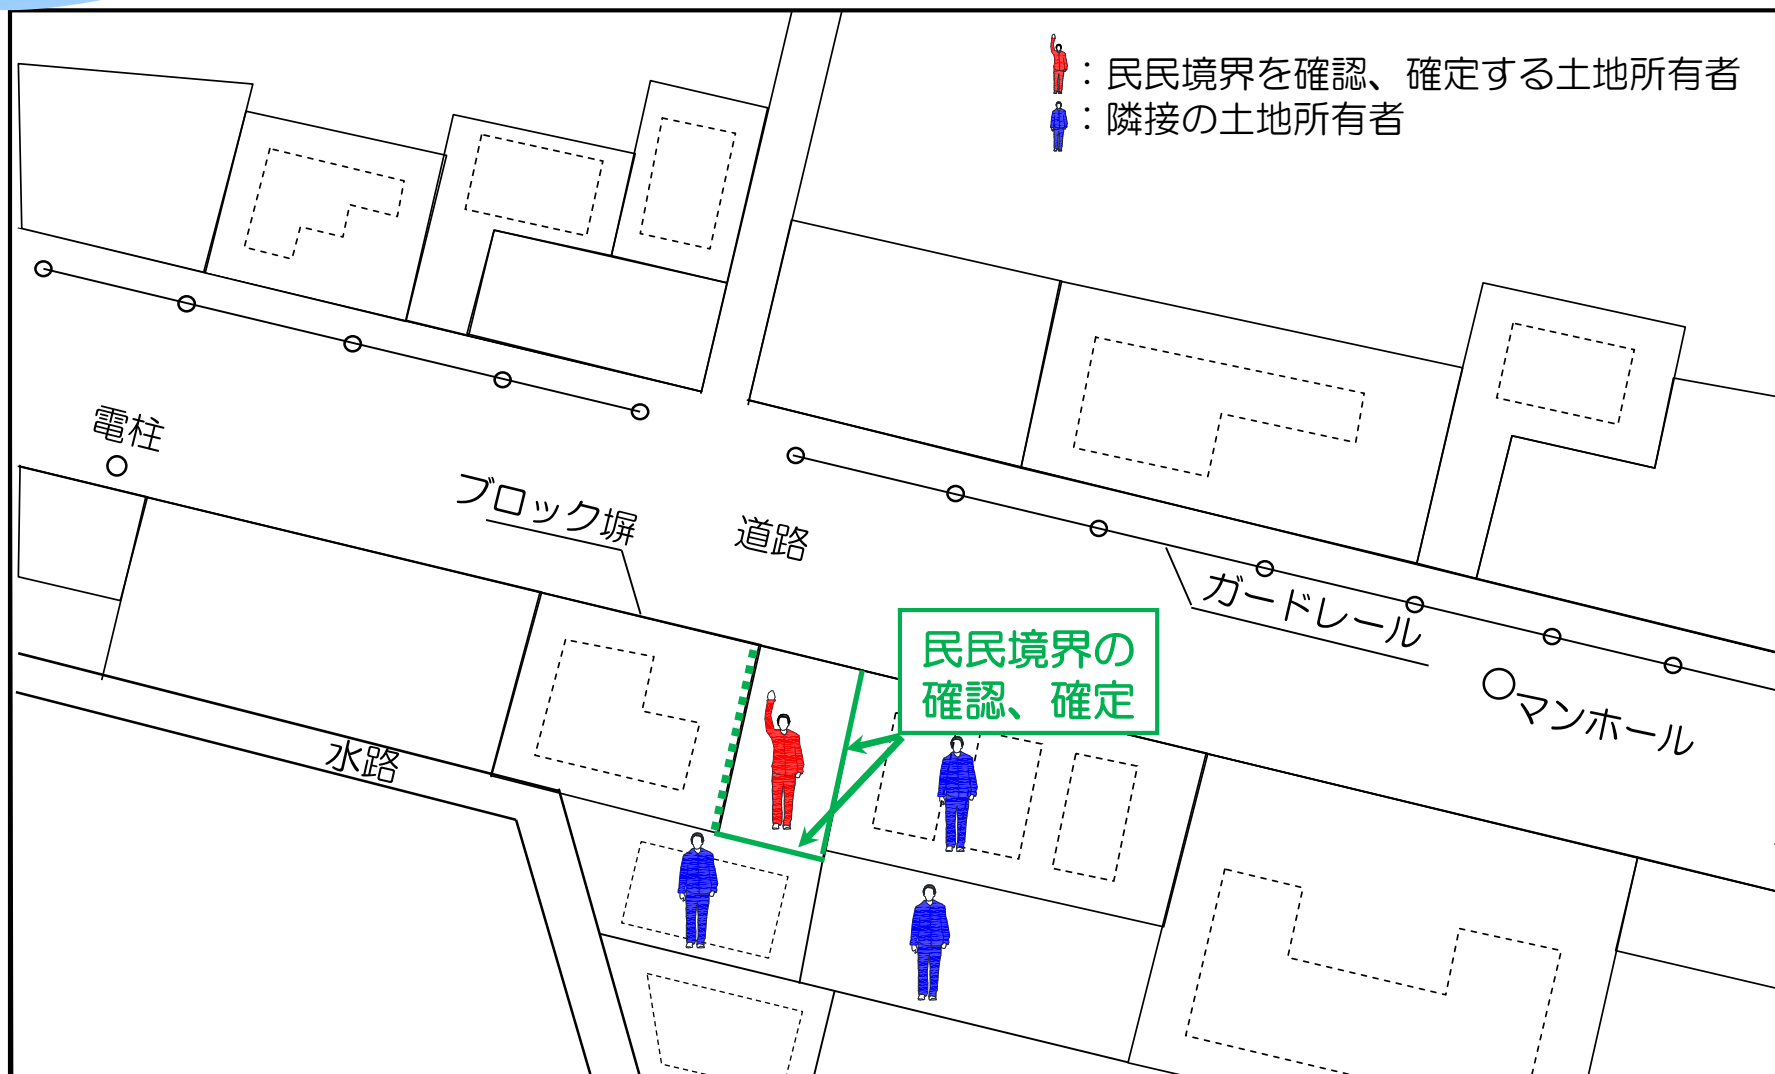 ：民民境界を確認、確定する土地所有者
：隣接の土地所有者
電柱
ブロック塀
道路
ガードレール
民民境界の
確認、確定
マンホール
水路